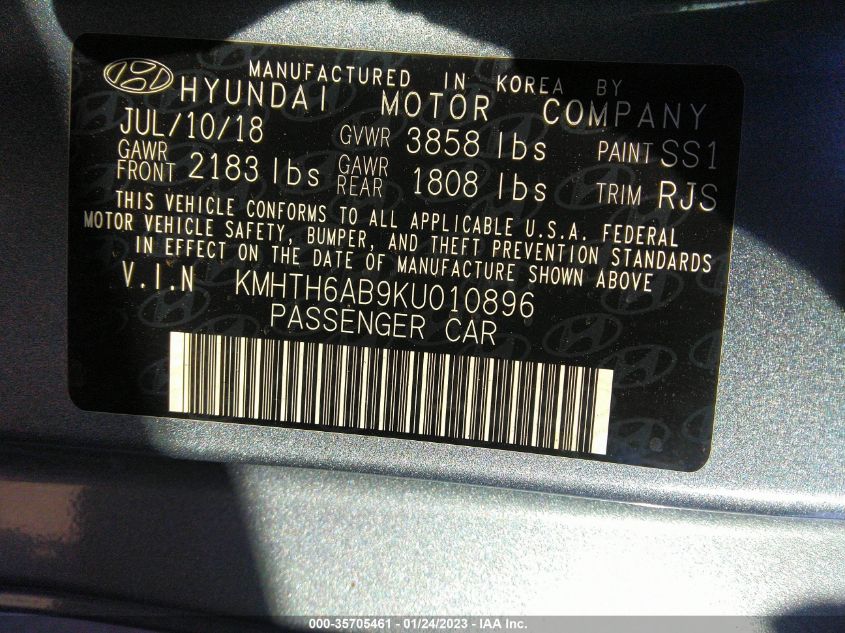 MANUFACTURED IN KOREA BY
HYUNDAI MOTOR COMPANY
JUL/10/18 GVWR 3858 lbs PAINT SS1
GAWR FRONT 2183 lbs GAWR REAR 1808 lbs TRIM RJS
THIS VEHICLE CONFORMS TO ALL APPLICABLE U.S.A. FEDERAL
MOTOR VEHICLE SAFETY, BUMPER, AND THEFT PREVENTION STANDARDS
IN EFFECT ON THE DATE OF MANUFACTURE SHOWN ABOVE
V.I.N KMHTH6AB9KU010896
PASSENGER CAR
000-35705461 - 01/24/2023 - © IAA Inc.